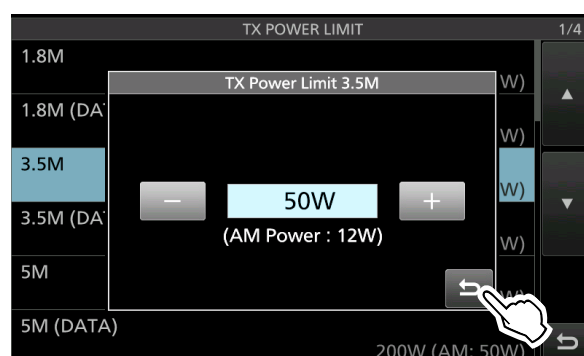 TX POWER LIMIT 1/4
1.8M
TX Power Limit 3.5M
W)
1.8M (DA
W)
3.5M
50W
W)
(AM Power : 12W)
3.5M (DA
W)
5M
W)
5M (DATA)
200W (AM: 50W)